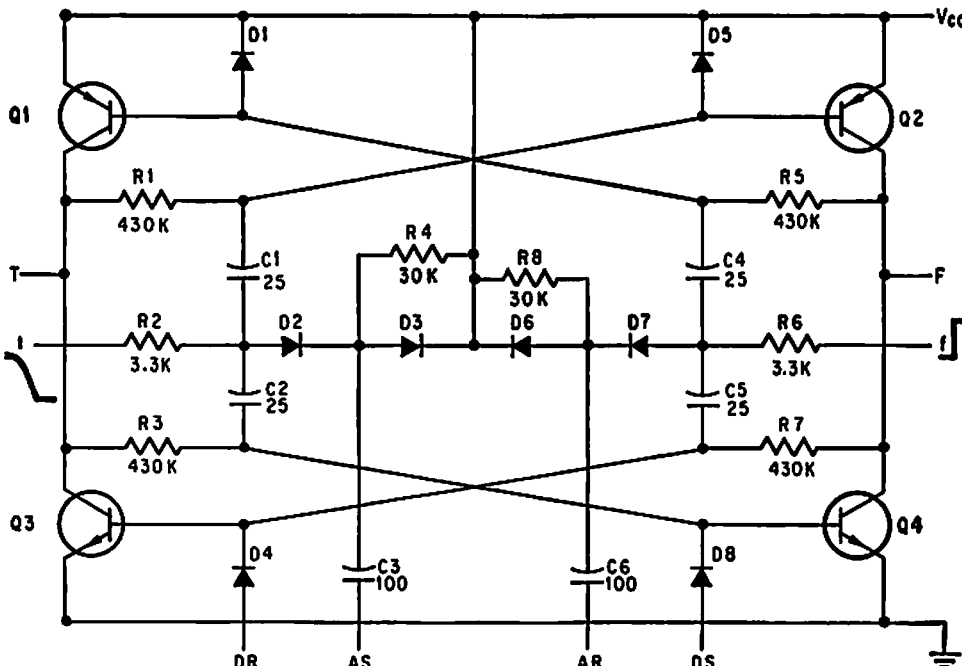 D1
D5
Vcc
Q1
Q2
R1
430K
R5
430K
R4
30K
R8
30K
C1
25
C4
25
T
F
t
R2
3.3K
D2
D3
D6
D7
R6
3.3K
f
C2
25
C5
25
R3
430K
R7
430K
Q3
Q4
D4
C3
100
C6
100
D8
DR
AS
AR
DS